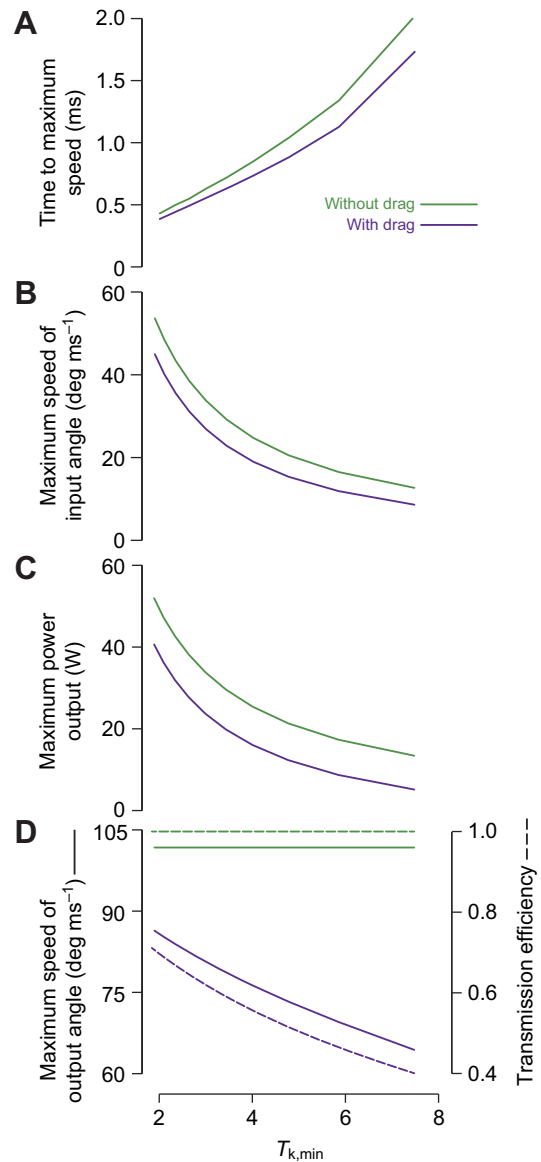 A
Time to maximum
speed (ms)
2.0
1.5
1.0
0.5
0
Without drag
With drag
B
Maximum speed of
input angle (deg ms⁻¹)
60
40
20
0
C
Maximum power
output (W)
60
40
20
0
D
Maximum speed of
output angle (deg ms⁻¹)
105
90
75
60
1.0
0.8
0.6
0.4
Transmission efficiency
2 4 6 8
Tk,min